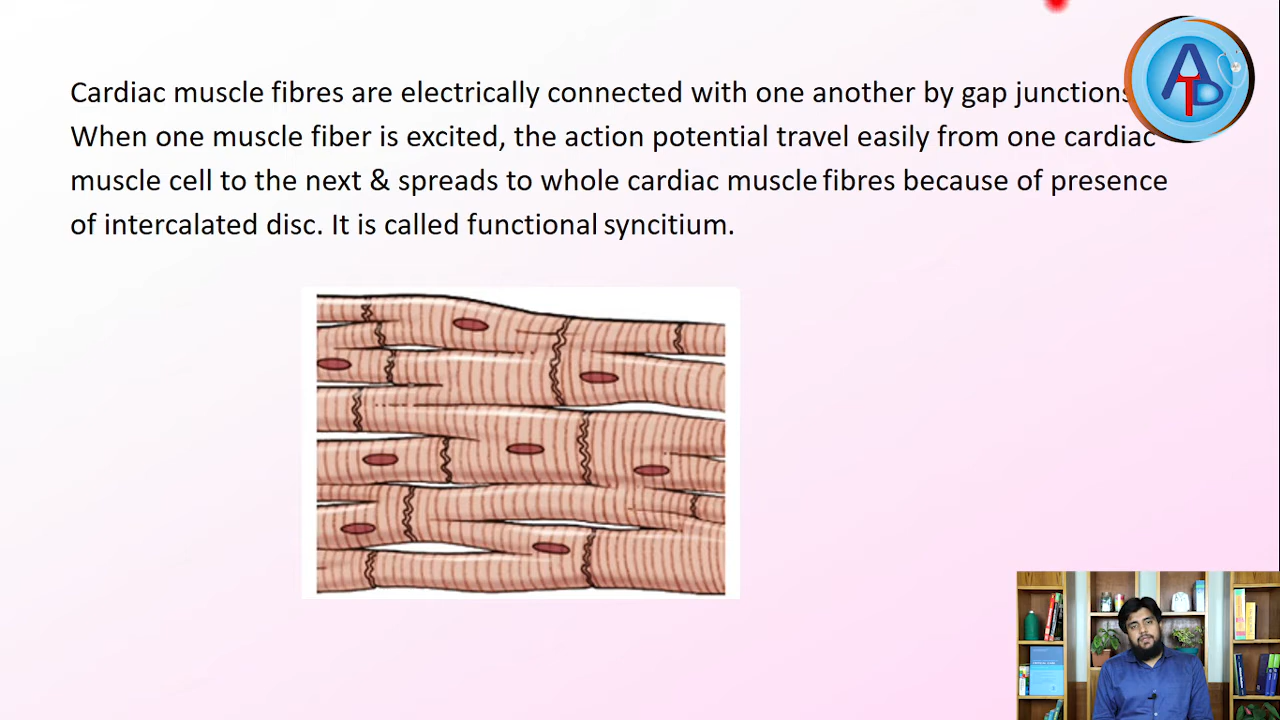 Cardiac muscle fibres are electrically connected with one another by gap junctions
When one muscle fiber is excited, the action potential travel easily from one cardiac
muscle cell to the next & spreads to whole cardiac muscle fibres because of presence
of intercalated disc. It is called functional syncitium.
ATD